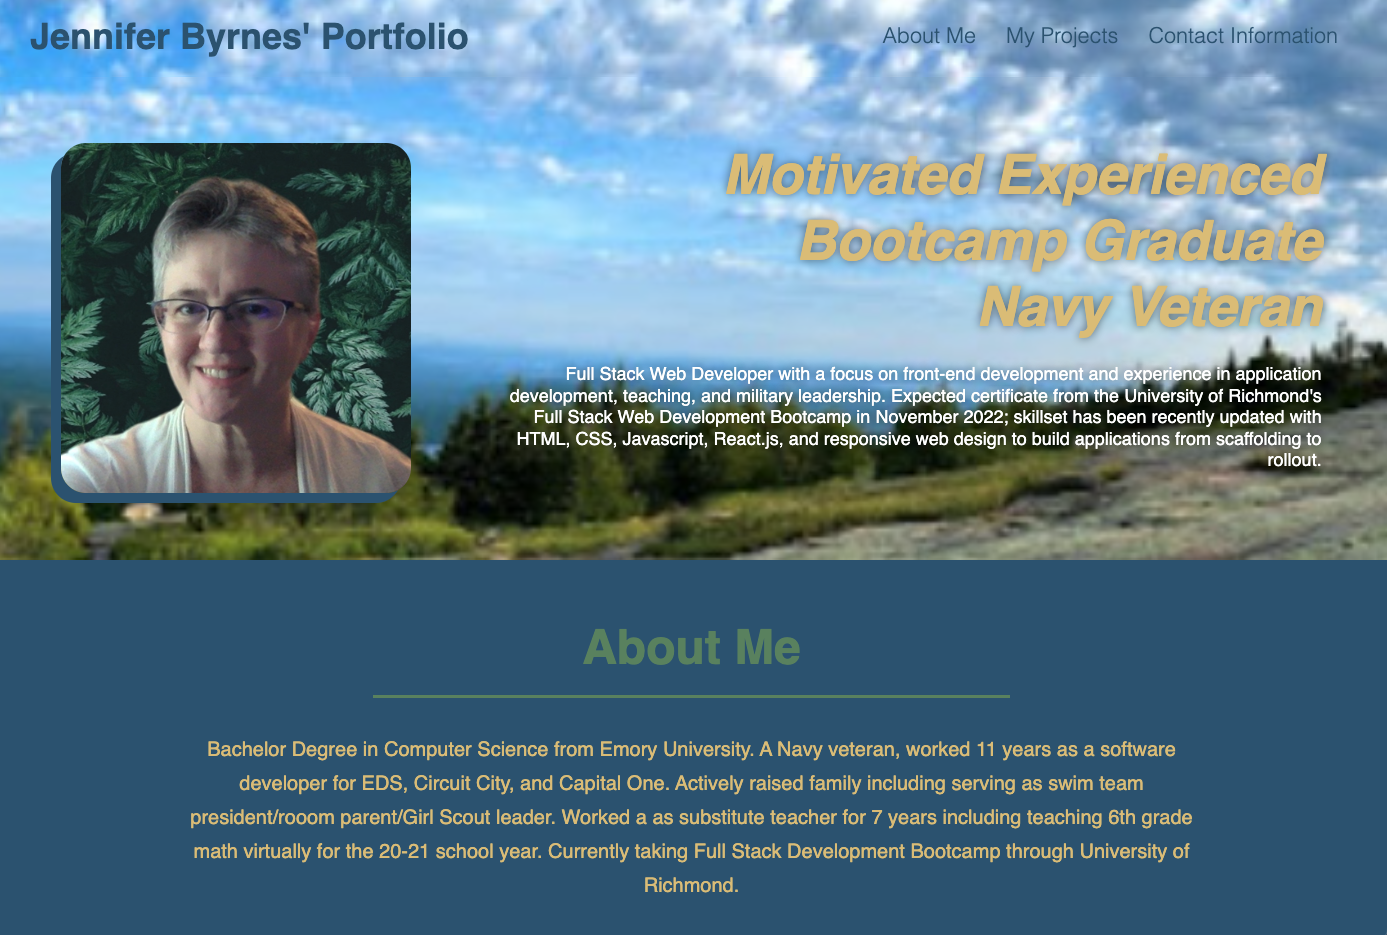 Jennifer Byrnes' Portfolio
About Me
My Projects
Contact Information
Motivated Experienced
Bootcamp Graduate
Navy Veteran
Full Stack Web Developer with a focus on front-end development and experience in application
development, teaching, and military leadership. Expected certificate from the University of Richmond's
Full Stack Web Development Bootcamp in November 2022; skillset has been recently updated with
HTML, CSS, Javascript, React.js, and responsive web design to build applications from scaffolding to
rollout.
About Me
Bachelor Degree in Computer Science from Emory University. A Navy veteran, worked 11 years as a software
developer for EDS, Circuit City, and Capital One. Actively raised family including serving as swim team
president/rooom parent/Girl Scout leader. Worked a as substitute teacher for 7 years including teaching 6th grade
math virtually for the 20-21 school year. Currently taking Full Stack Development Bootcamp through University of
Richmond.